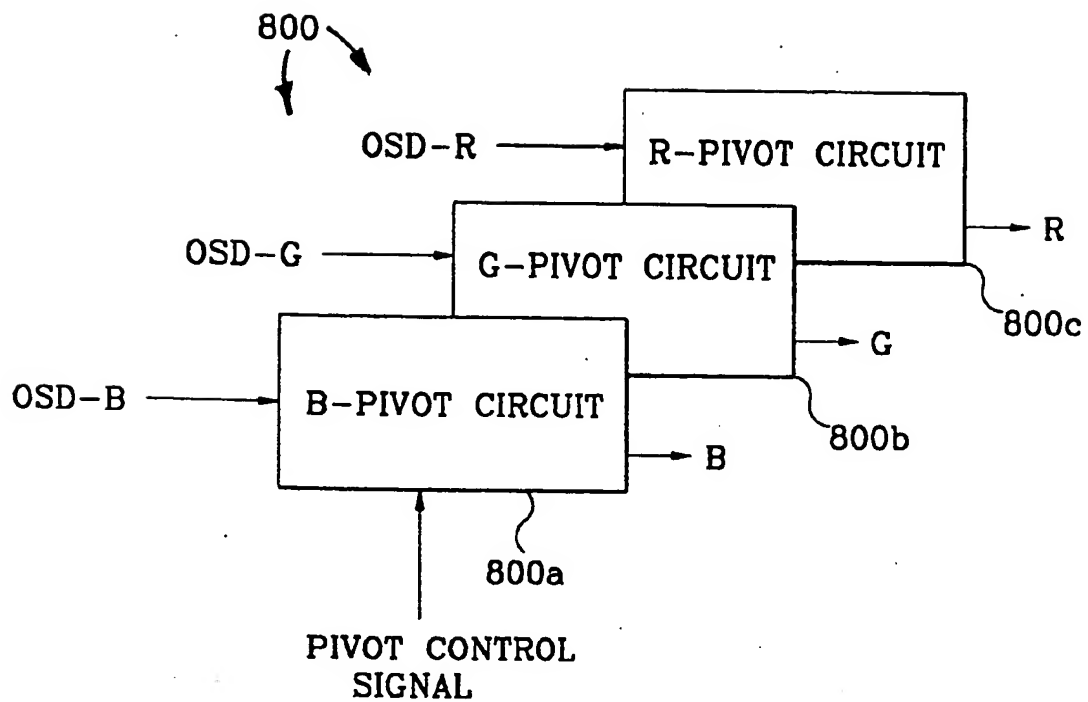 800
OSD-R
R-PIVOT CIRCUIT
R
OSD-G
G-PIVOT CIRCUIT
800c
G
OSD-B
B-PIVOT CIRCUIT
800b
B
800a
PIVOT CONTROL
SIGNAL